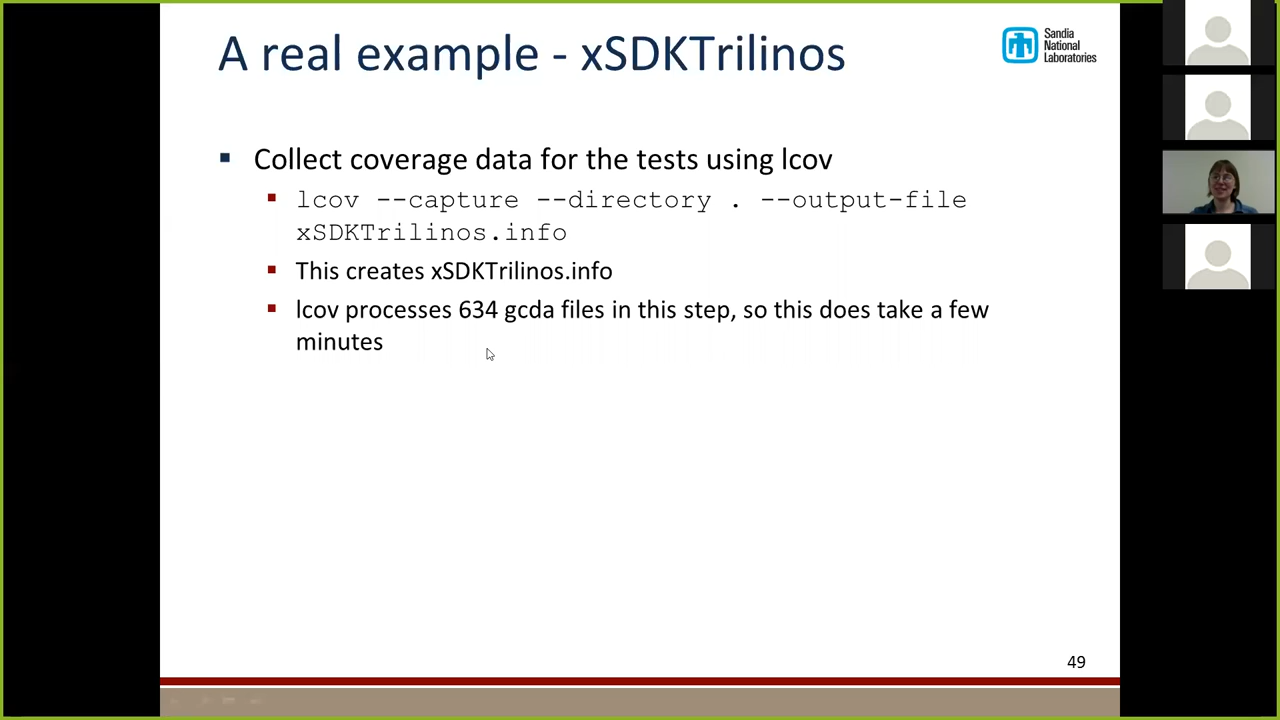 A real example - xSDKTrilinos
Sandia
National
Laboratories
Collect coverage data for the tests using lcov
lcov --capture --directory . --output-file
xSDKTrilinos.info
This creates xSDKTrilinos.info
lcov processes 634 gcda files in this step, so this does take a few
minutes
49